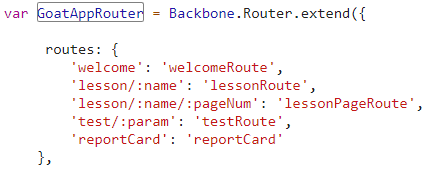 var GoatAppRouter = Backbone.Router.extend({
routes: {
'welcome': 'welcomeRoute',
'lesson/:name': 'lessonRoute',
'lesson/:name/:pageNum': 'lessonPageRoute',
'test/:param': 'testRoute',
'reportCard': 'reportCard'
},